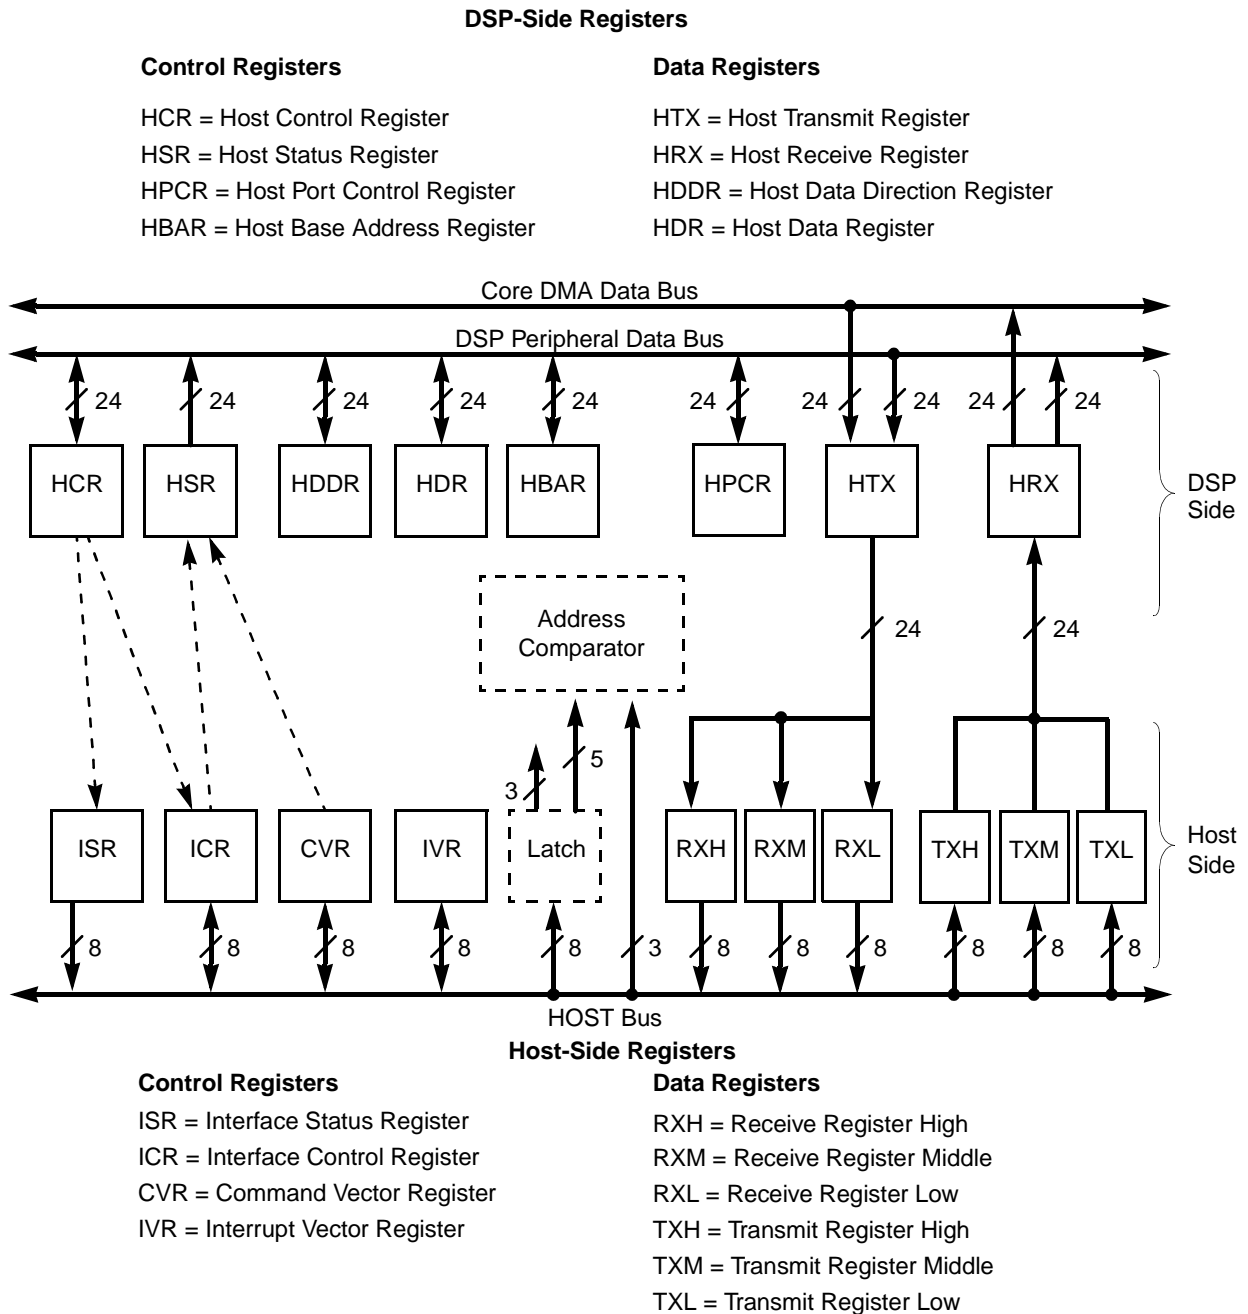 DSP-Side Registers
Control Registers
HCR = Host Control Register
HSR = Host Status Register
HPCR = Host Port Control Register
HBAR = Host Base Address Register
Data Registers
HTX = Host Transmit Register
HRX = Host Receive Register
HDDR = Host Data Direction Register
HDR = Host Data Register
Core DMA Data Bus
DSP Peripheral Data Bus
24 24 24 24 24 24 24 24 24 24
HCR HSR HDDR HDR HBAR HPCR HTX HRX
DSP
Side
Address
Comparator
24 24
3 5
ISR ICR CVR IVR Latch RXH RXM RXL TXH TXM TXL
Host
Side
8 8 8 8 8 3 8 8 8 8 8 8
HOST Bus
Host-Side Registers
Control Registers
ISR = Interface Status Register
ICR = Interface Control Register
CVR = Command Vector Register
IVR = Interrupt Vector Register
Data Registers
RXH = Receive Register High
RXM = Receive Register Middle
RXL = Receive Register Low
TXH = Transmit Register High
TXM = Transmit Register Middle
TXL = Transmit Register Low